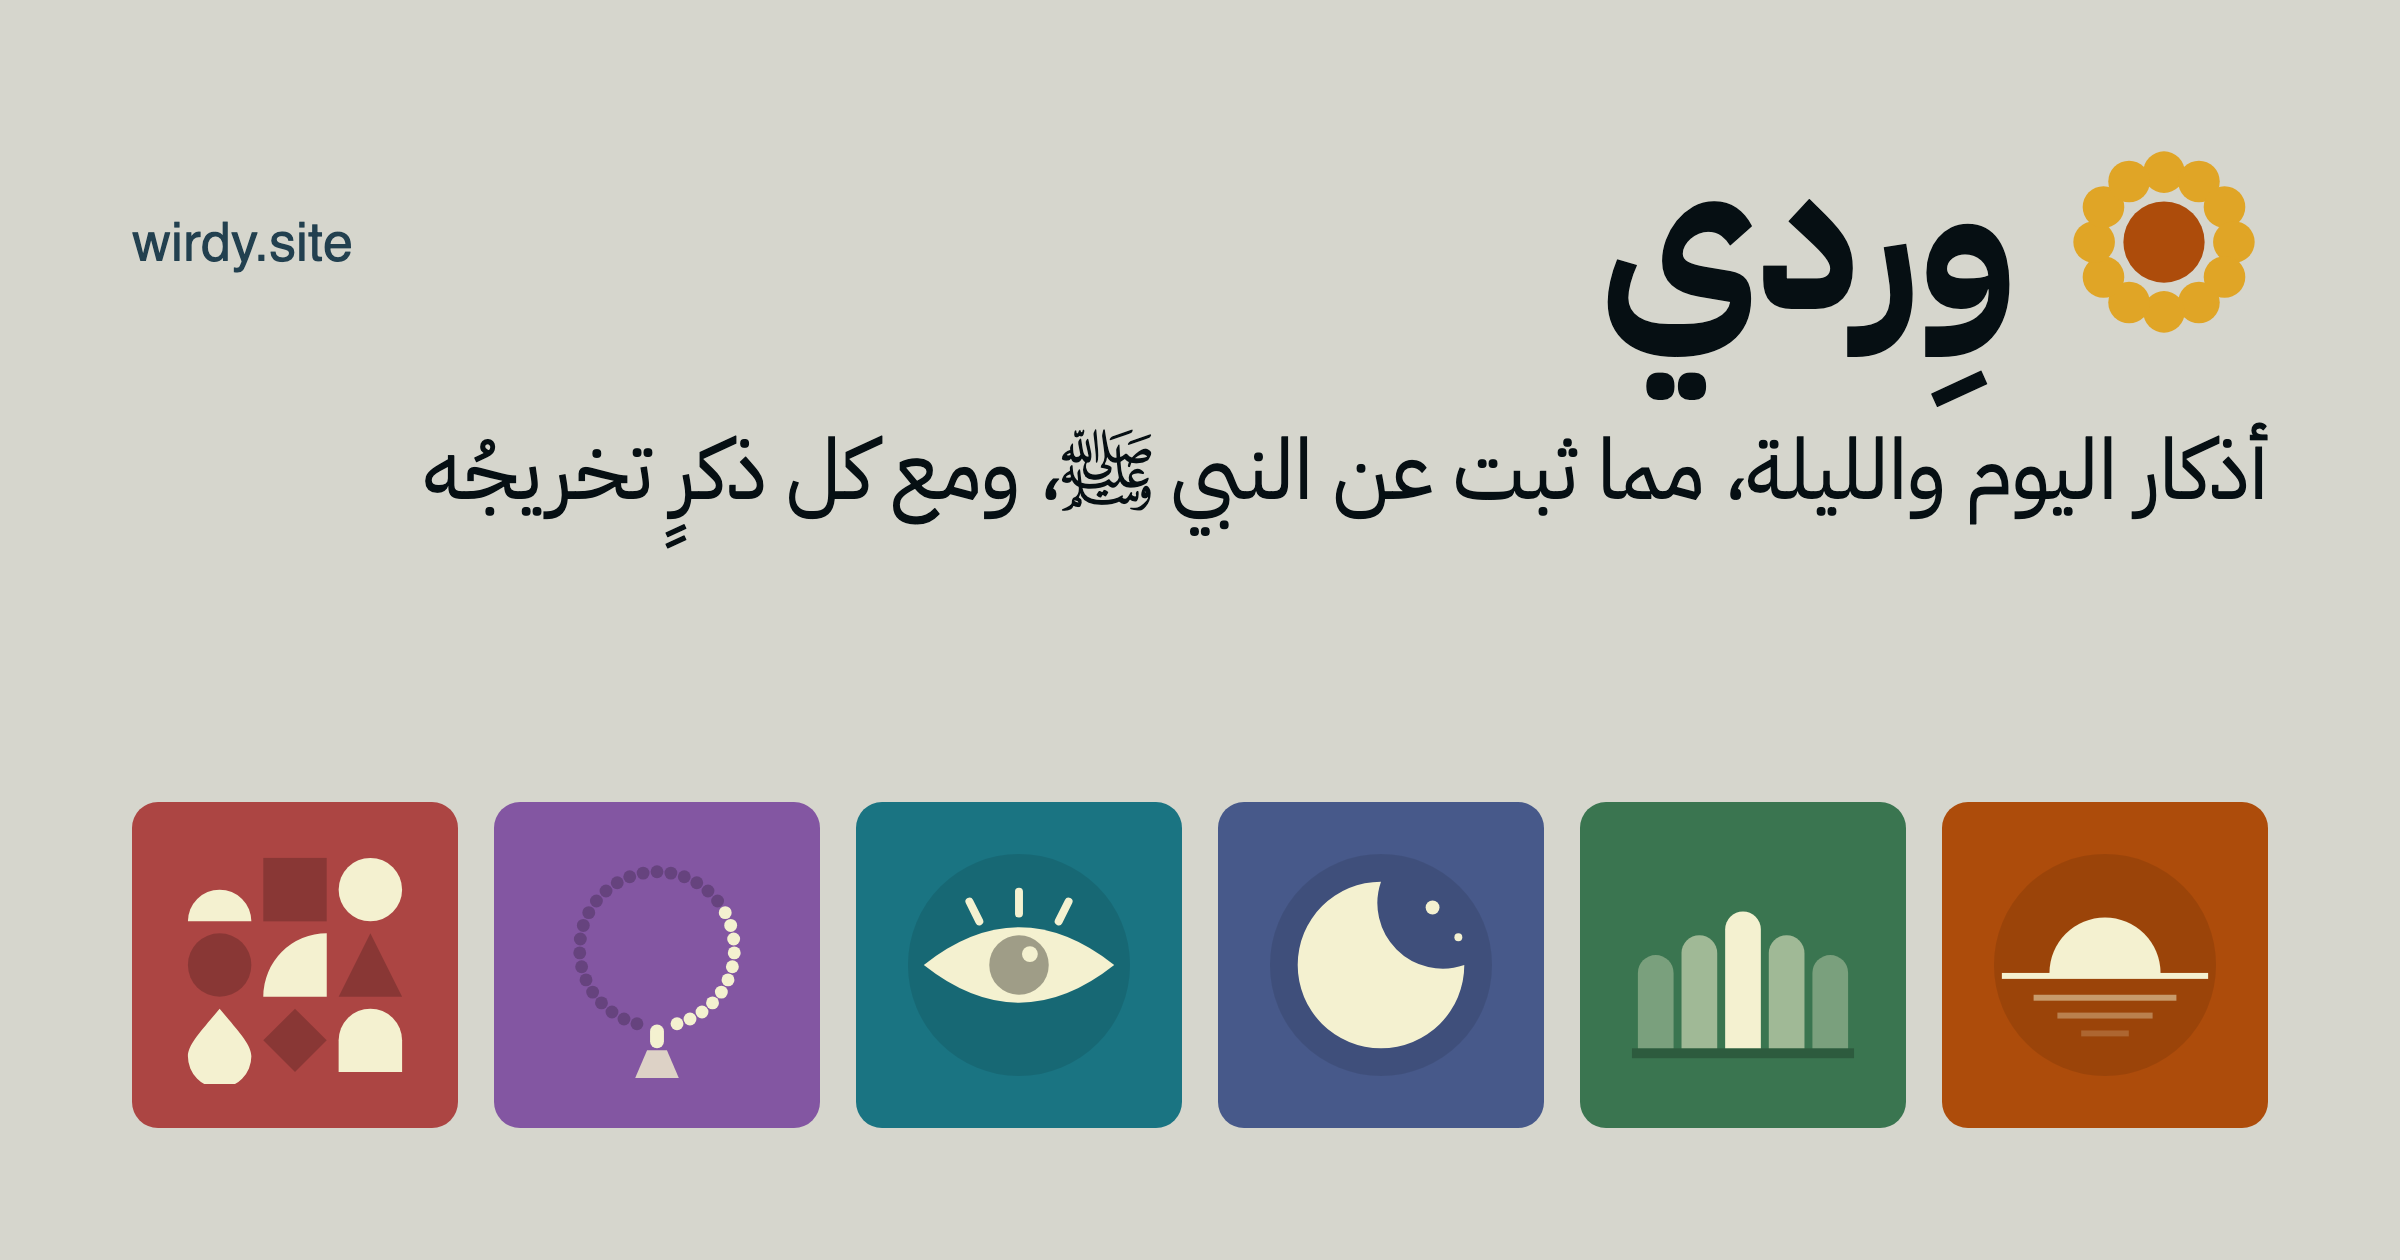 وِردي
wirdy.site
أذكار اليوم والليلة، مما ثبت عن النبي ﷺ، ومع كل ذكرٍ تخريجُه